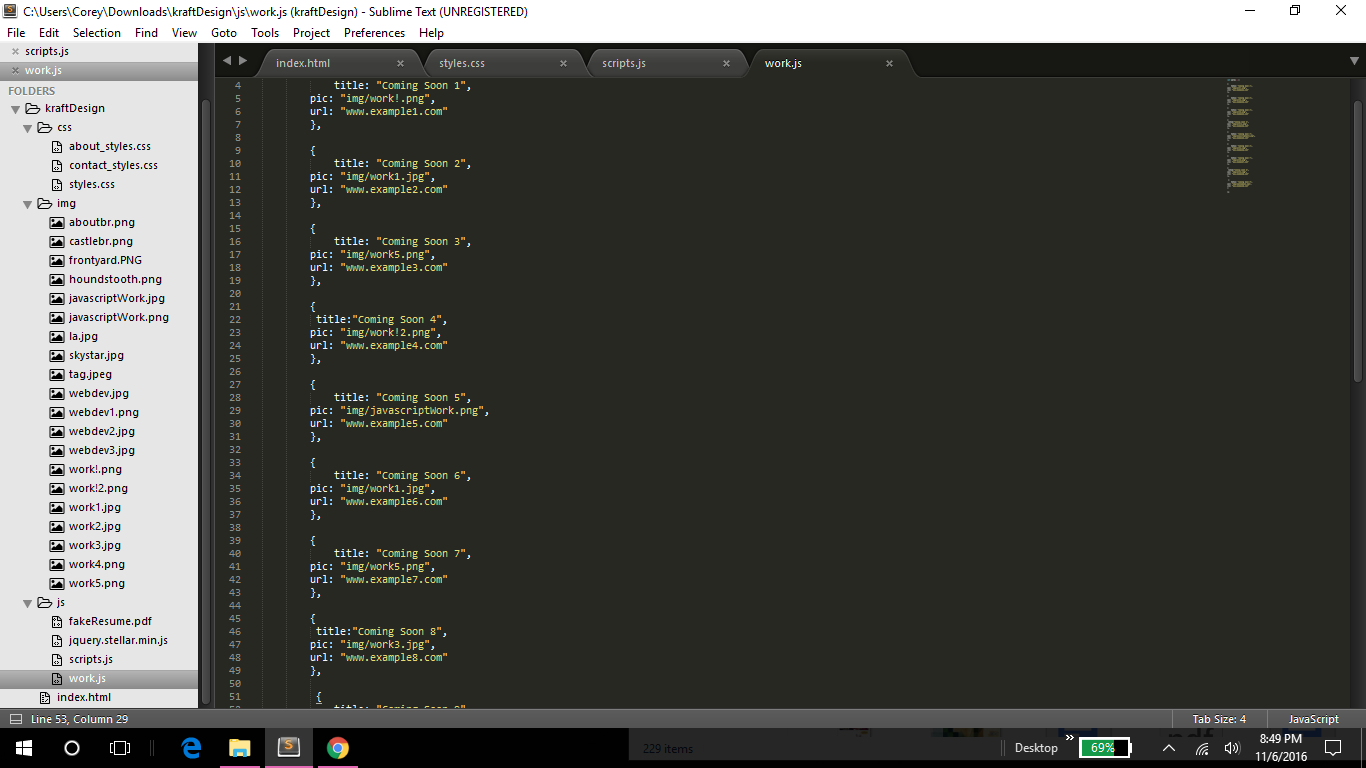 C:\Users\Corey\Downloads\kraftDesign\js\work.js (kraftDesign) - Sublime Text (UNREGISTERED)
File Edit Selection Find View Goto Tools Project Preferences Help
scripts.js
work.js
FOLDERS
kraftDesign
css
about_styles.css
contact_styles.css
styles.css
img
aboutbr.png
castlebr.png
frontyard.PNG
houndstooth.png
javascriptWork.jpg
javascriptWork.png
la.jpg
skystar.jpg
tag.jpeg
webdev.jpg
webdev1.png
webdev2.jpg
webdev3.jpg
work!.png
work!2.png
work1.jpg
work2.jpg
work3.jpg
work4.png
work5.png
js
fakeResume.pdf
jquery.stellar.min.js
scripts.js
work.js
index.html
index.html styles.css scripts.js work.js
4 title: "Coming Soon 1",
5 pic: "img/work!.png",
6 url: "www.example1.com"
7 },
8
9 {
10 title: "Coming Soon 2",
11 pic: "img/work1.jpg",
12 url: "www.example2.com"
13 },
14
15 {
16 title: "Coming Soon 3",
17 pic: "img/work5.png",
18 url: "www.example3.com"
19 },
20
21 {
22 title:"Coming Soon 4",
23 pic: "img/work!2.png",
24 url: "www.example4.com"
25 },
26
27 {
28 title: "Coming Soon 5",
29 pic: "img/javascriptWork.png",
30 url: "www.example5.com"
31 },
32
33 {
34 title: "Coming Soon 6",
35 pic: "img/work1.jpg",
36 url: "www.example6.com"
37 },
38
39 {
40 title: "Coming Soon 7",
41 pic: "img/work5.png",
42 url: "www.example7.com"
43 },
44
45 {
46 title:"Coming Soon 8",
47 pic: "img/work3.jpg",
48 url: "www.example8.com"
49 },
50
51 {
Line 53, Column 29 Tab Size: 4 JavaScript
229 items
Desktop
69%
8:49 PM
11/6/2016